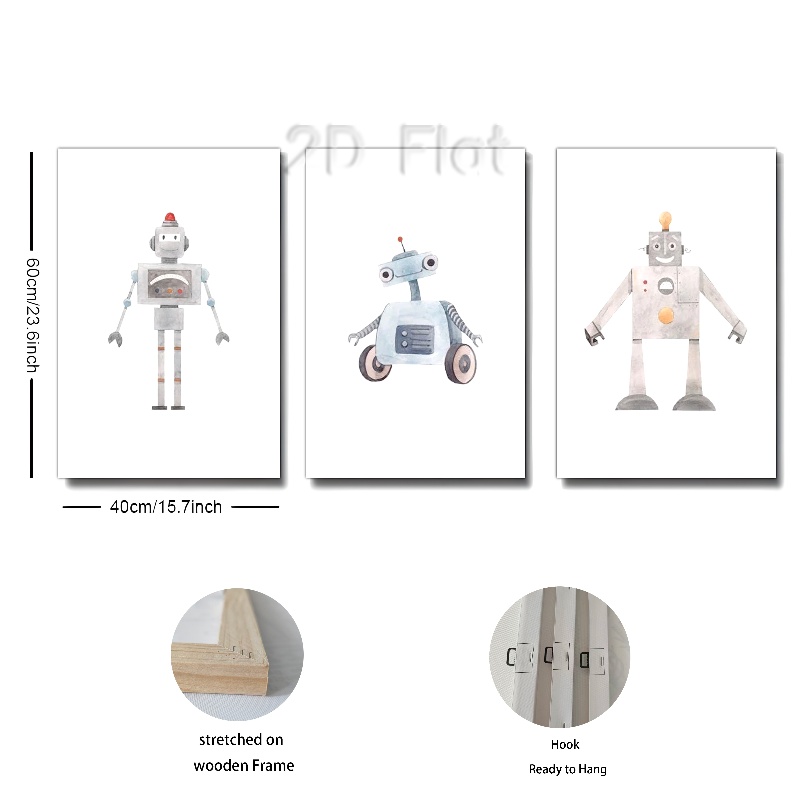 2D Flat
60cm/23.6inch
40cm/15.7inch
stretched on
wooden Frame
Hook
Ready to Hang